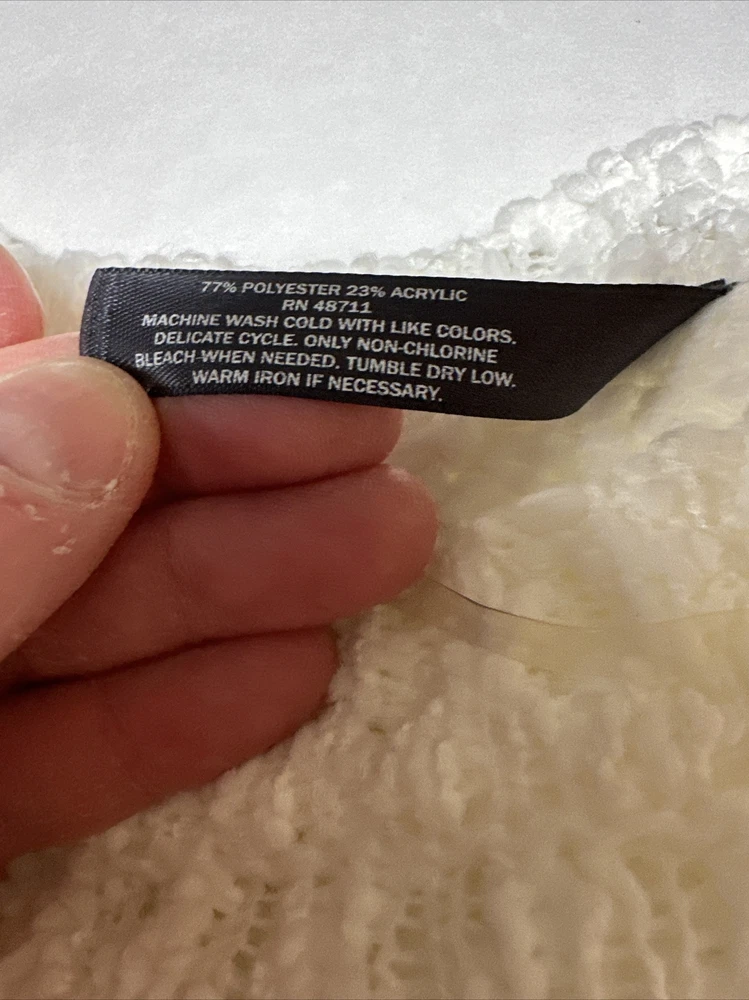 77% POLYESTER 23% ACRYLIC
RN 48711
MACHINE WASH COLD WITH LIKE COLORS.
DELICATE CYCLE. ONLY NON-CHLORINE
BLEACH WHEN NEEDED. TUMBLE DRY LOW.
WARM IRON IF NECESSARY.